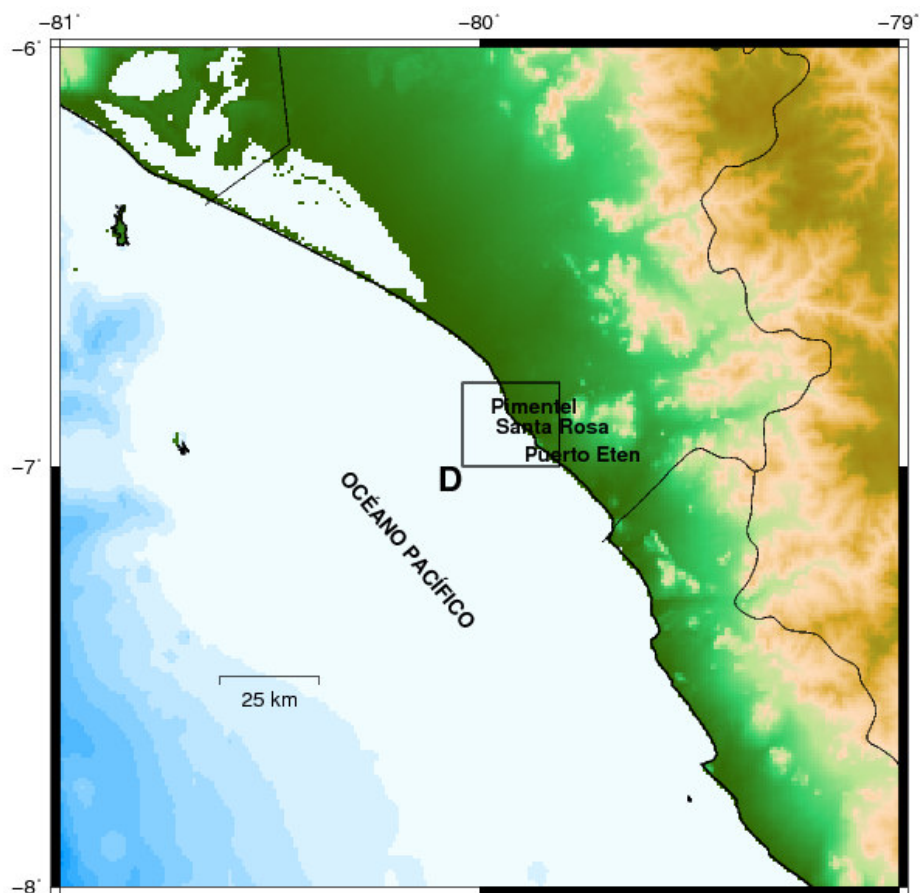 −81˚
−80˚
−79˚
−6˚
Pimentel
Santa Rosa
Puerto Eten
−7˚
D
OCÉANO PACÍFICO
25 km
−8˚